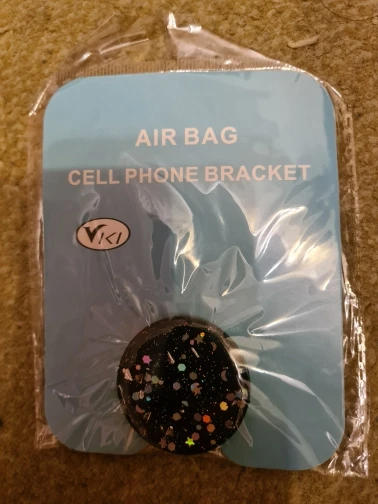 AIR BAG
CELL PHONE BRACKET
VIKI